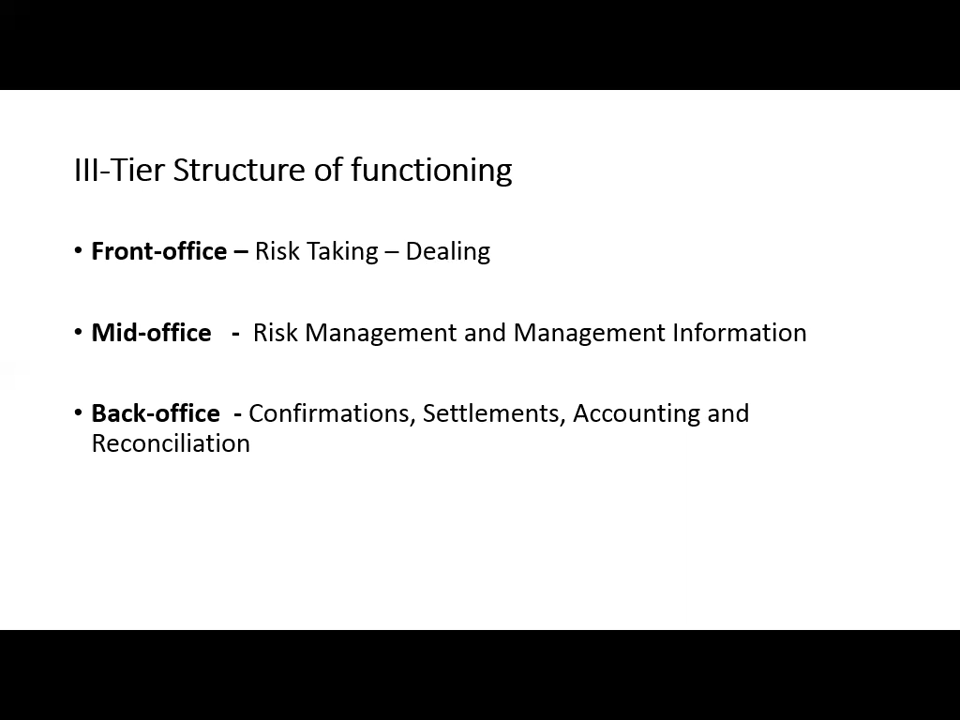 III-Tier Structure of functioning
• Front-office – Risk Taking – Dealing
• Mid-office - Risk Management and Management Information
• Back-office - Confirmations, Settlements, Accounting and
Reconciliation